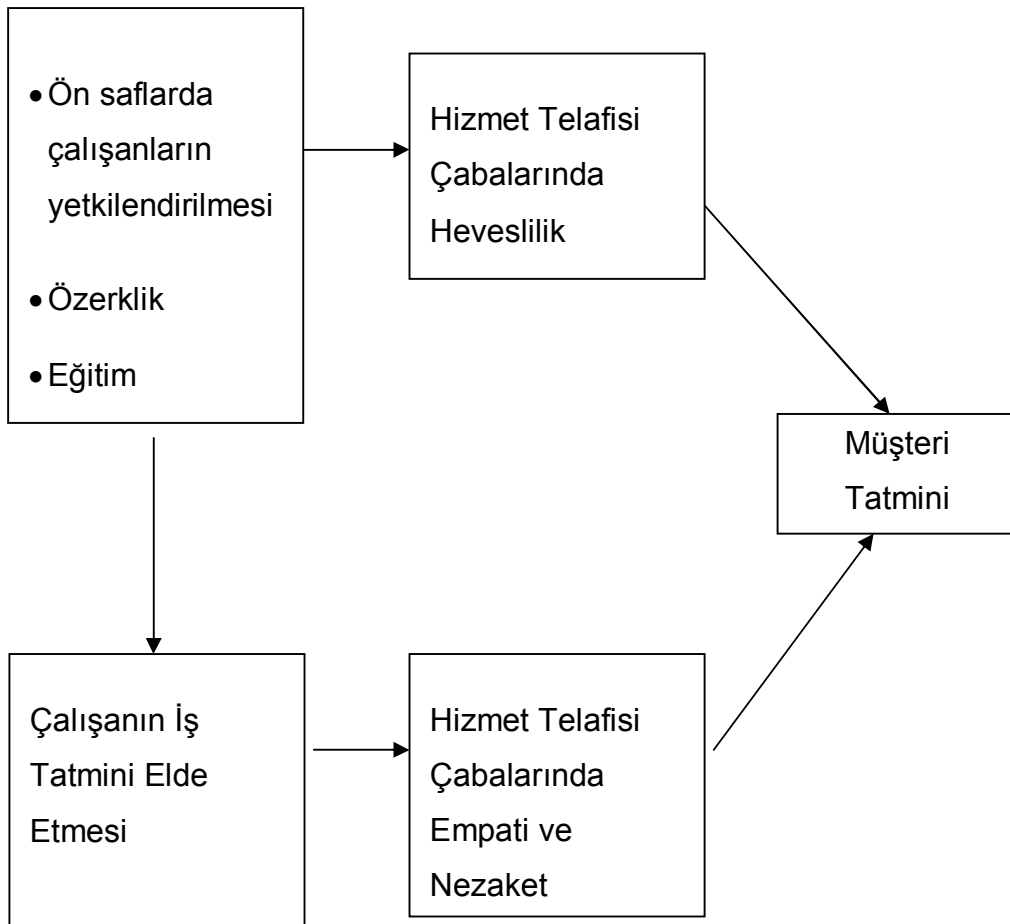 • Ön saflarda
çalışanların
yetkilendirilmesi
• Özerklik
• Eğitim
Hizmet Telafisi
Çabalarında
Heveslilik
Müşteri
Tatmini
Çalışanın İş
Tatmini Elde
Etmesi
Hizmet Telafisi
Çabalarında
Empati ve
Nezaket